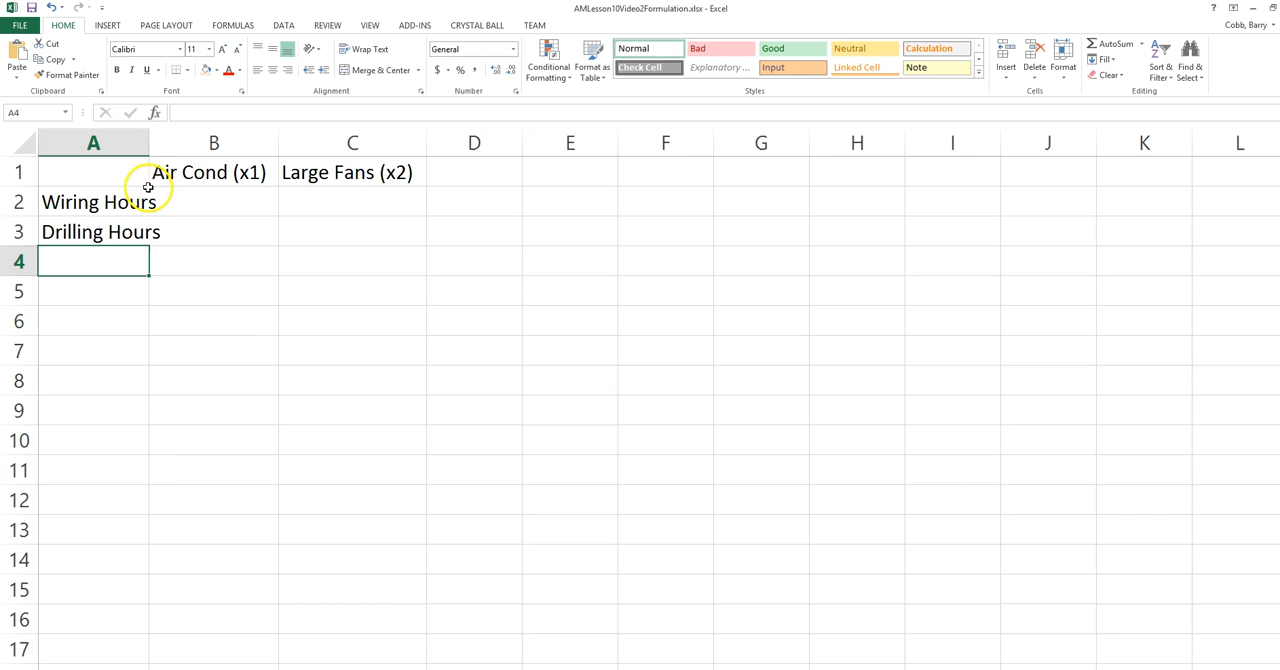 AMLesson10Video2Formulation.xlsx - Excel
?
FILE HOME INSERT PAGE LAYOUT FORMULAS DATA REVIEW VIEW ADD-INS CRYSTAL BALL TEAM
Cobb, Barry
Paste
Cut
Copy
Format Painter
Clipboard
Calibri 11
B I U
Font
Wrap Text
Merge & Center
Alignment
General
$ % ,
Number
Conditional Formatting
Format as Table
Normal Bad Good Neutral Calculation
Check Cell Explanatory ... Input Linked Cell Note
Styles
Insert Delete Format
Cells
AutoSum
Fill
Clear
Sort & Filter
Find & Select
Editing
A4
fx
A B C D E F G H I J K L
1 Air Cond (x1) Large Fans (x2)
2 Wiring Hours
3 Drilling Hours
4
5
6
7
8
9
10
11
12
13
14
15
16
17